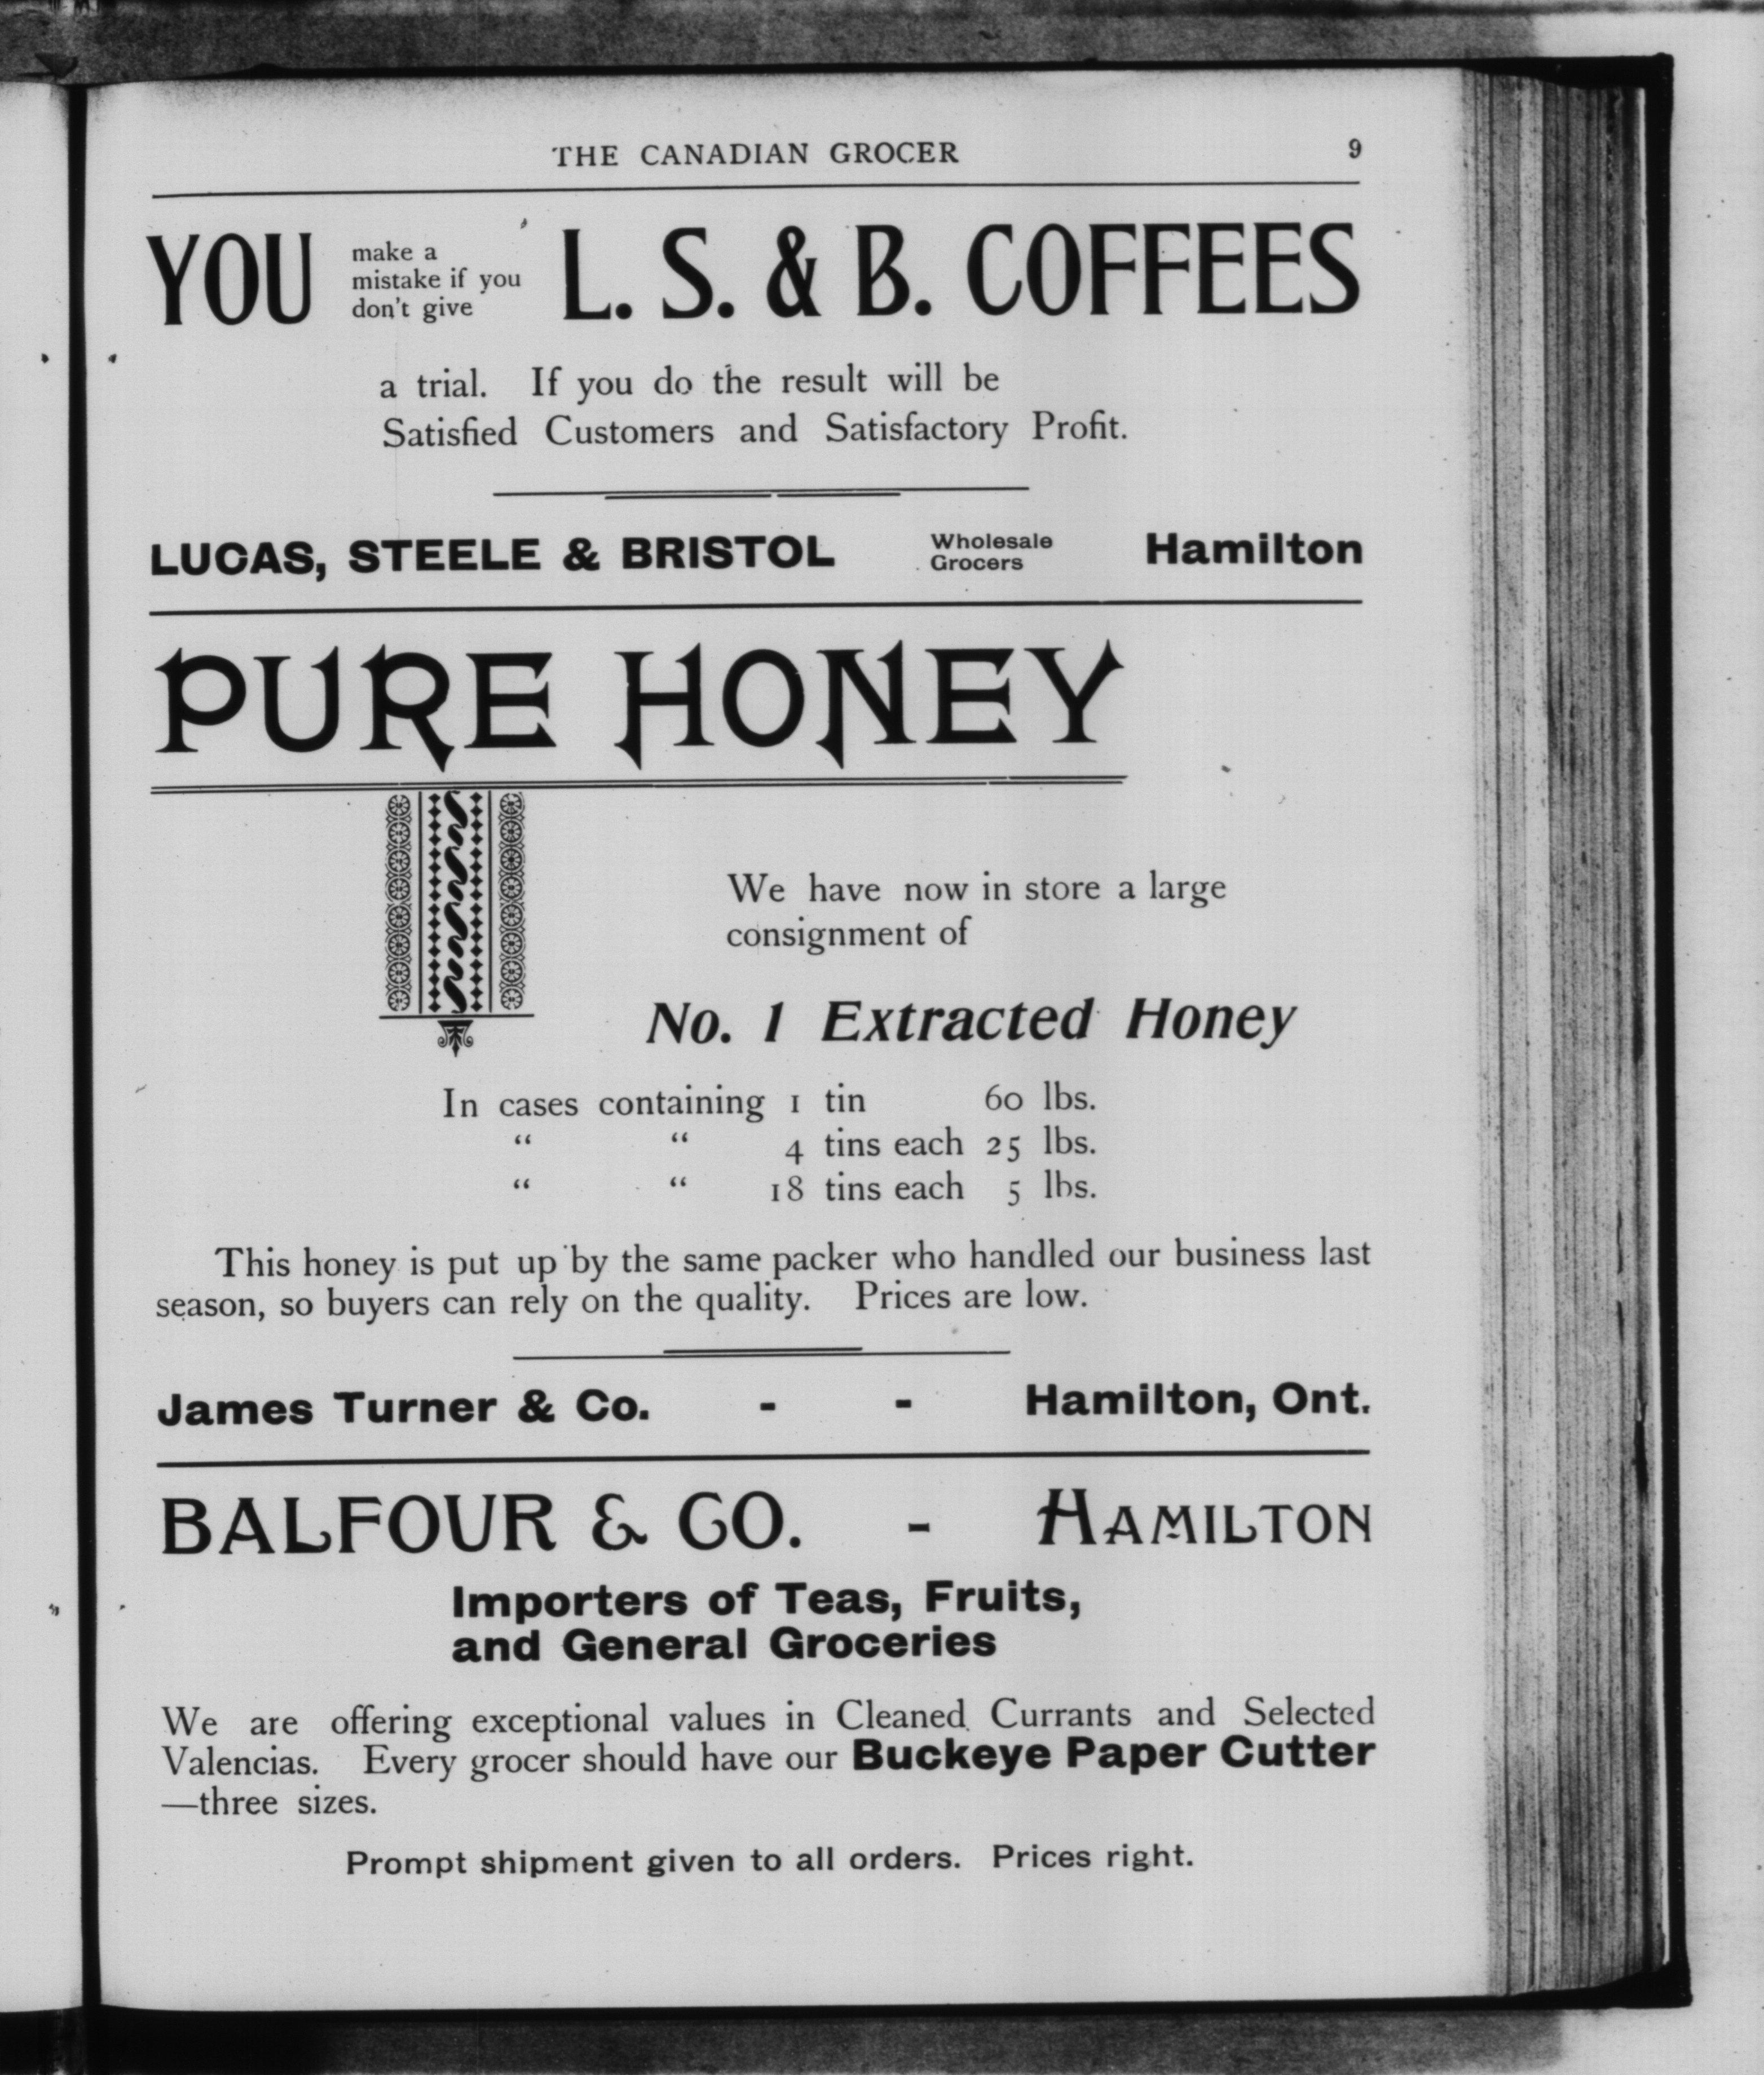 THE CANADIAN GROCER 9
YOU make a L. S. & B. COFFEES
mistake if you
don't give
a trial. If you do the result will be
Satisfied Customers and Satisfactory Profit.
LUCAS, STEELE & BRISTOL Wholesale Hamilton
Grocers
PURE HONEY
We have now in store a large
consignment of
No. 1 Extracted Honey
In cases containing 1 tin 60 lbs.
“ “ 4 tins each 25 lbs.
“ “ 18 tins each 5 lbs.
This honey is put up by the same packer who handled our business last
season, so buyers can rely on the quality. Prices are low.
James Turner & Co. - - Hamilton, Ont.
BALFOUR & CO. - HAMILTON
Importers of Teas, Fruits,
and General Groceries
We are offering exceptional values in Cleaned Currants and Selected
Valencias. Every grocer should have our Buckeye Paper Cutter
—three sizes.
Prompt shipment given to all orders. Prices right.